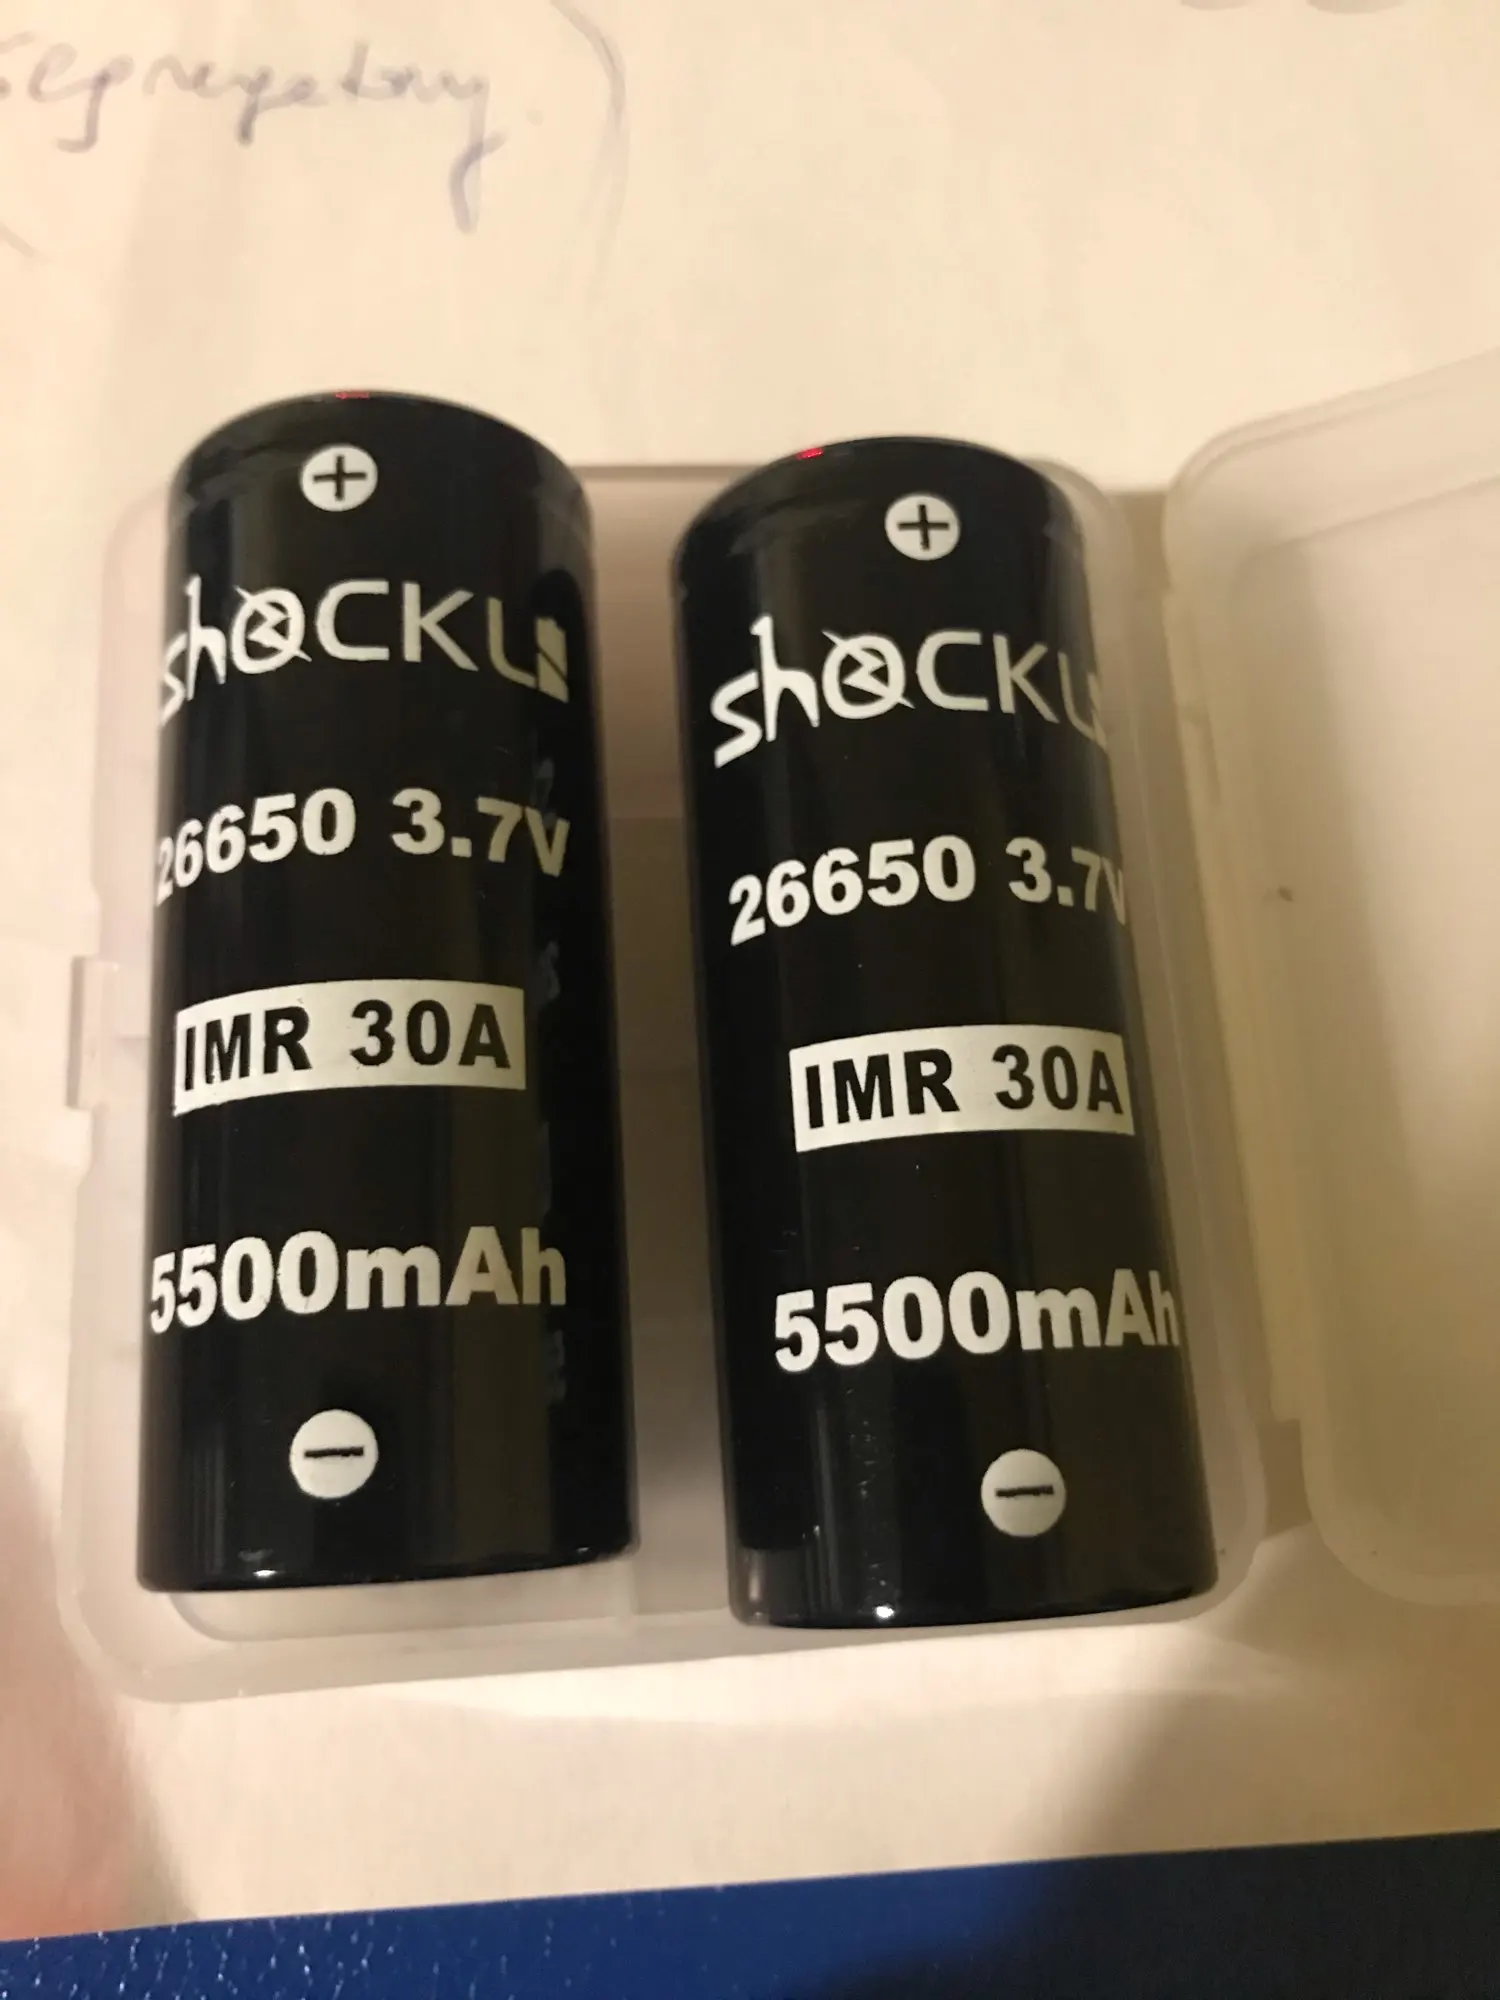 +
shOCKLi
26650 3.7V
IMR 30A
5500mAh
−
+
shOCKLi
26650 3.7V
IMR 30A
5500mAh
−